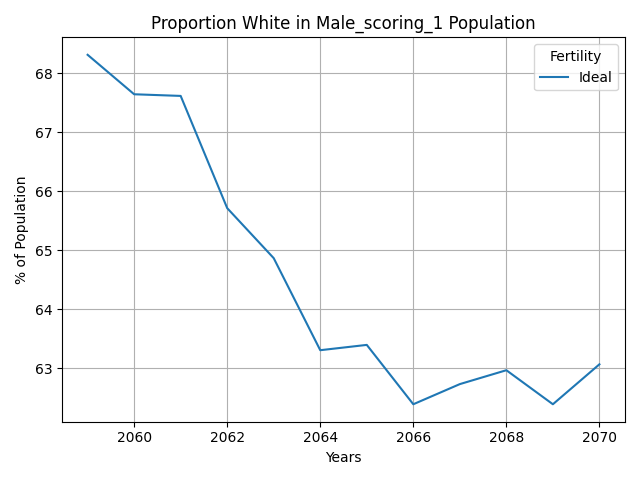 Proportion White in Male_scoring_1 Population
Fertility
Ideal
68
67
66
65
64
63
% of Population
2060 2062 2064 2066 2068 2070
Years